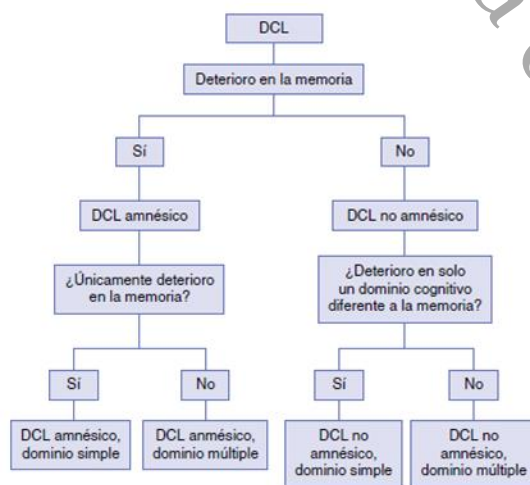 DCL
Deterioro en la memoria
Sí
No
DCL amnésico
DCL no amnésico
¿Únicamente deterioro
en la memoria?
¿Deterioro en solo
un dominio cognitivo
diferente a la memoria?
Sí
No
Sí
No
DCL amnésico,
dominio simple
DCL anmésico,
dominio múltiple
DCL no
amnésico,
dominio simple
DCL no
amnésico,
dominio múltiple